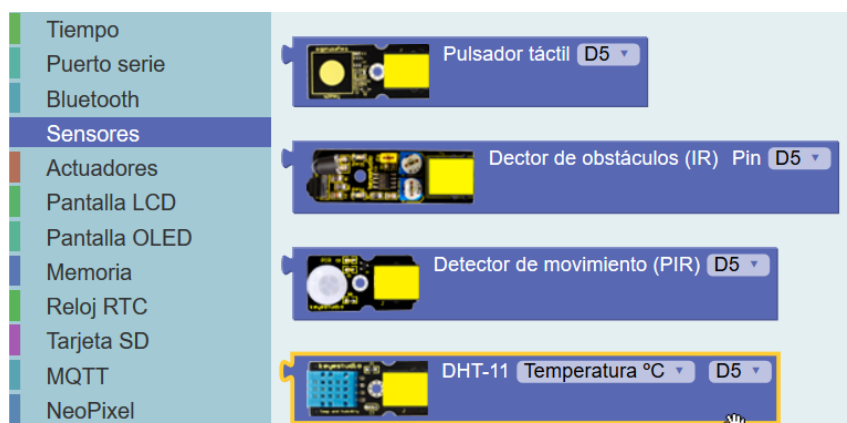 Tiempo
Puerto serie
Bluetooth
Sensores
Actuadores
Pantalla LCD
Pantalla OLED
Memoria
Reloj RTC
Tarjeta SD
MQTT
NeoPixel
Pulsador táctil D5
Dector de obstáculos (IR) Pin D5
Detector de movimiento (PIR) D5
DHT-11 Temperatura ºC D5